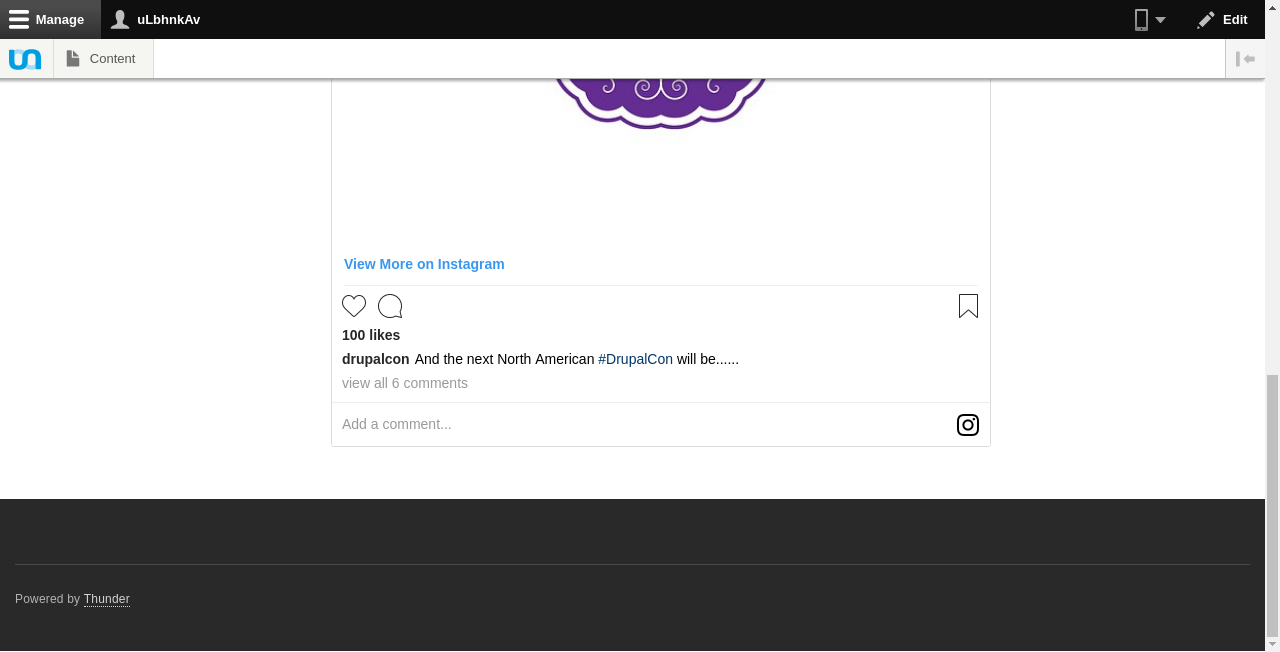 Manage uLbhnkAv Edit
Content
View More on Instagram
100 likes
drupalcon And the next North American #DrupalCon will be......
view all 6 comments
Add a comment...
Powered by Thunder